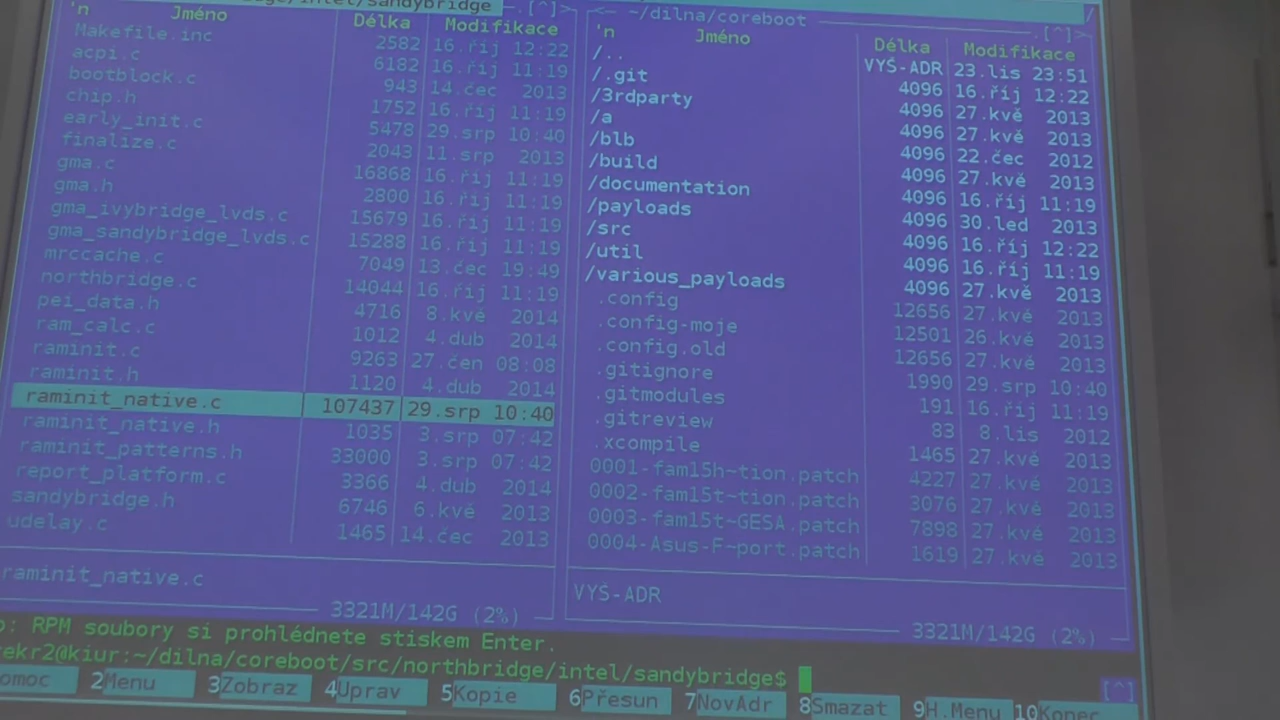 /intel/sandybridge
'n Jméno Délka Modifikace
Makefile.inc 2582 16.říj 12:22
acpi.c 6182 16.říj 11:19
bootblock.c 943 14.čec 2013
chip.h 1752 16.říj 11:19
early_init.c 5478 29.srp 10:40
finalize.c 2043 11.srp 2013
gma.c 16868 16.říj 11:19
gma.h 2800 16.říj 11:19
gma_ivybridge_lvds.c 15679 16.říj 11:19
gma_sandybridge_lvds.c 15288 16.říj 11:19
mrccache.c 7049 13.čec 19:49
northbridge.c 14044 16.říj 11:19
pei_data.h 4716 8.kvě 2014
ram_calc.c 1012 4.dub 2014
raminit.c 9263 27.čen 08:08
raminit.h 1120 4.dub 2014
raminit_native.c 107437 29.srp 10:40
raminit_native.h 1035 3.srp 07:42
raminit_patterns.h 33000 3.srp 07:42
report_platform.c 3366 4.dub 2014
sandybridge.h 6746 6.kvě 2013
udelay.c 1465 14.čec 2013
raminit_native.c
3321M/142G (2%)
~/dilna/coreboot
'n Jméno Délka Modifikace
/.. VYŠ-ADR 23.lis 23:51
/.git 4096 16.říj 12:22
/3rdparty 4096 27.kvě 2013
/a 4096 27.kvě 2013
/blb 4096 22.čec 2012
/build 4096 27.kvě 2013
/documentation 4096 16.říj 11:19
/payloads 4096 30.led 2013
/src 4096 16.říj 12:22
/util 4096 16.říj 11:19
/various_payloads 4096 27.kvě 2013
.config 12656 27.kvě 2013
.config-moje 12501 26.kvě 2013
.config.old 12656 27.kvě 2013
.gitignore 1990 29.srp 10:40
.gitmodules 191 16.říj 11:19
.gitreview 83 8.lis 2012
.xcompile 1465 27.kvě 2013
0001-fam15h~tion.patch 4227 27.kvě 2013
0002-fam15t~tion.patch 3076 27.kvě 2013
0003-fam15t~GESA.patch 7898 27.kvě 2013
0004-Asus-F~port.patch 1619 27.kvě 2013
VYŠ-ADR
3321M/142G (2%)
: RPM soubory si prohlédnete stiskem Enter.
ekr2@kiur:~/dilna/coreboot/src/northbridge/intel/sandybridge$
omoc 2Menu 3Zobraz 4Uprav 5Kopie 6Přesun 7NovAdr 8Smazat 9H.Menu 10Konec